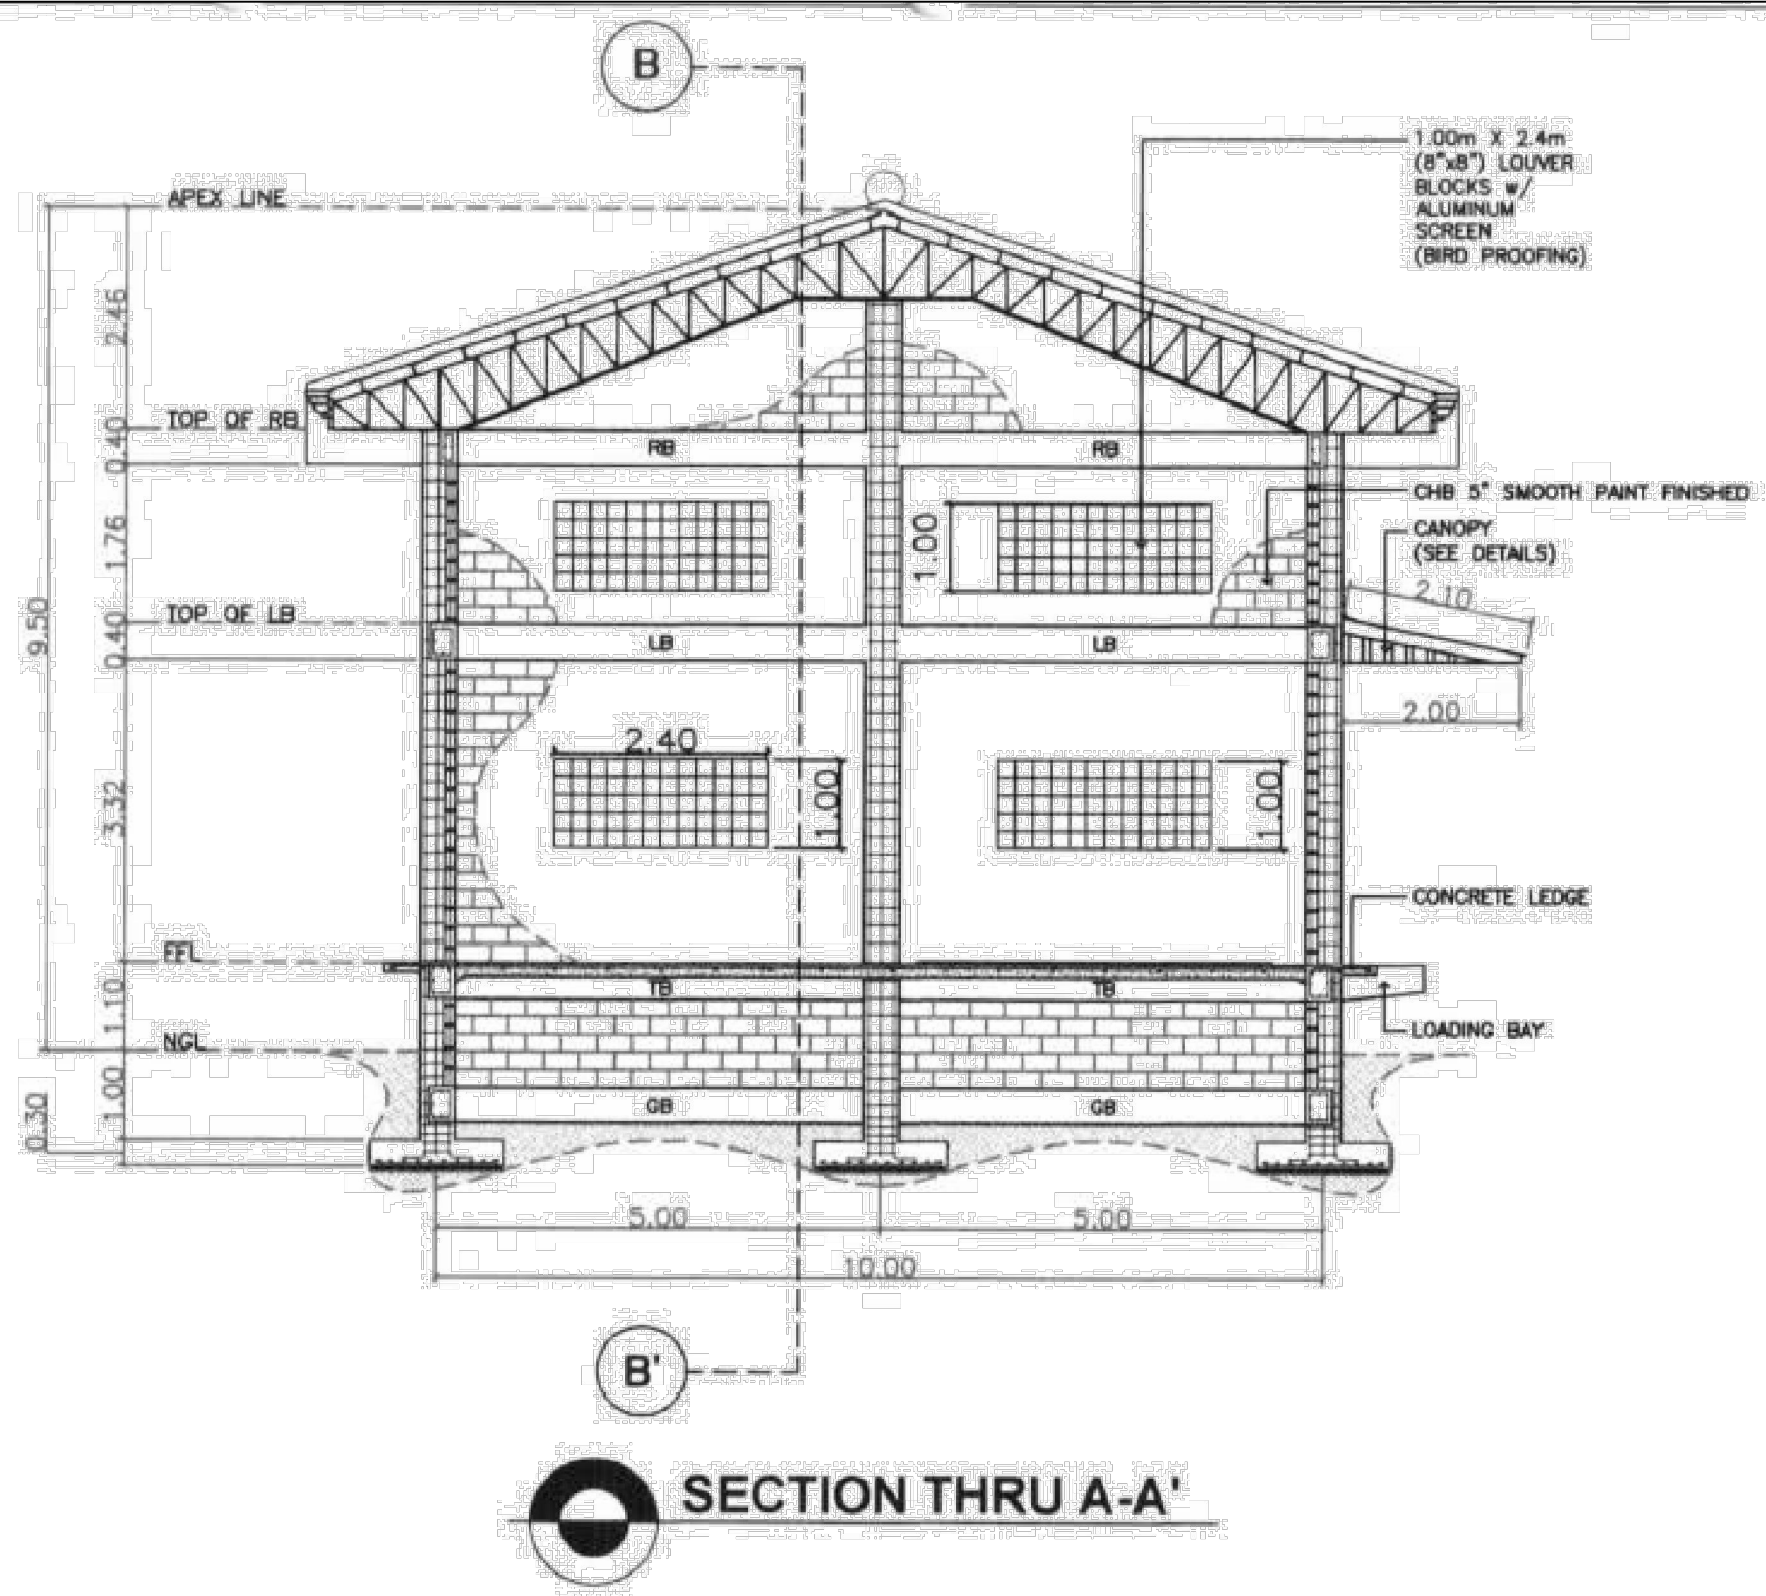 B
1.00m X 2.4m
(8"x8") LOUVER
BLOCKS w/
ALUMINUM
SCREEN
(BIRD PROOFING)
APEX LINE
2.46
TOP OF RB
0.40
RB
RB
CHB 5" SMOOTH PAINT FINISHED
CANOPY
(SEE DETAILS)
1.76
1.00
2.10
TOP OF LB
9.50
0.40
LB
LB
2.00
2.40
3.32
1.00
1.00
CONCRETE LEDGE
FFL
1.10
TB
TB
LOADING BAY
NGL
1.00
0.30
GB
GB
5.00
5.00
10.00
B'
SECTION THRU A-A'